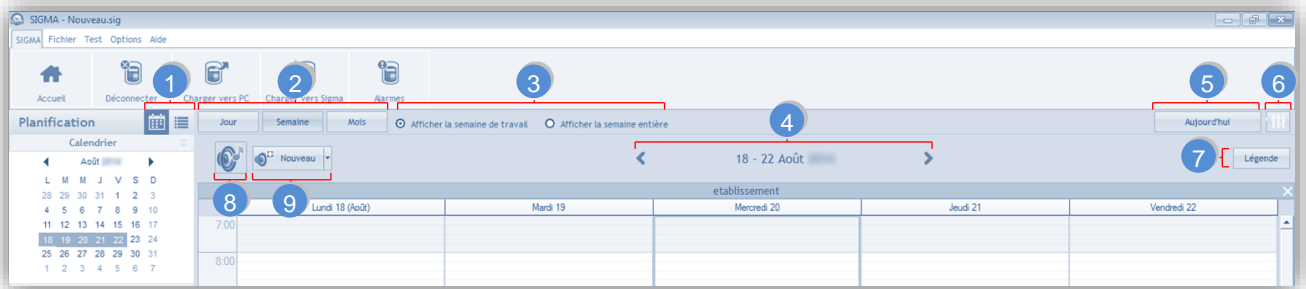 SIGMA - Nouveau.sig
SIGMA Fichier Test Options Aide
1 2 3 5 6
Accueil Déconnecter Charger vers PC Charger vers Sigma Alarmes
4
Planification Jour Semaine Mois Afficher la semaine de travail Afficher la semaine entière Aujourd'hui
Calendrier
Août
Nouveau 18 - 22 Août 7 Légende
L M M J V S D
28 29 30 31 1 2 3
8 9 etablissement
4 5 6 7 8 9 10
Lundi 18 (Août) Mardi 19 Mercredi 20 Jeudi 21 Vendredi 22
11 12 13 14 15 16 17
7:00
18 19 20 21 22 23 24
25 26 27 28 29 30 31
8:00
1 2 3 4 5 6 7